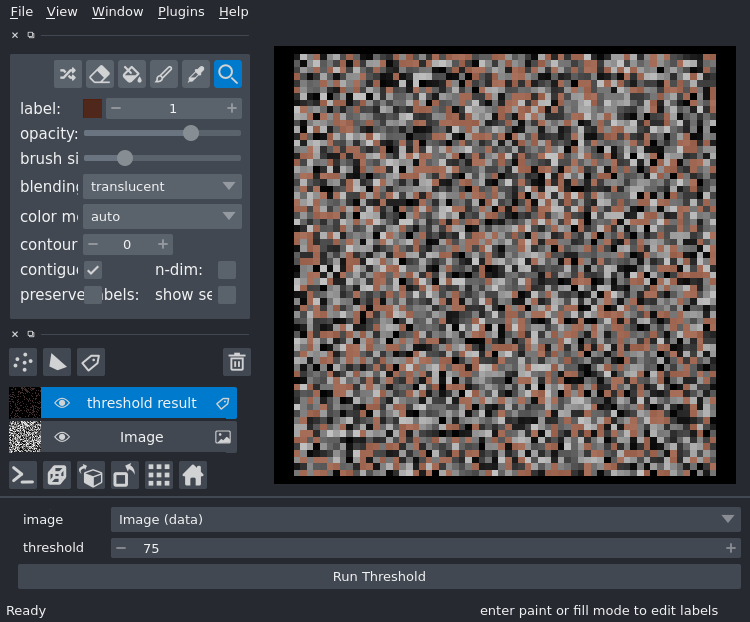 File View Window Plugins Help
label: 1
opacity:
brush si
blending translucent
color m auto
contour 0
contigu n-dim:
preserve abels: show se
threshold result
Image
image Image (data)
threshold 75
Run Threshold
Ready enter paint or fill mode to edit labels